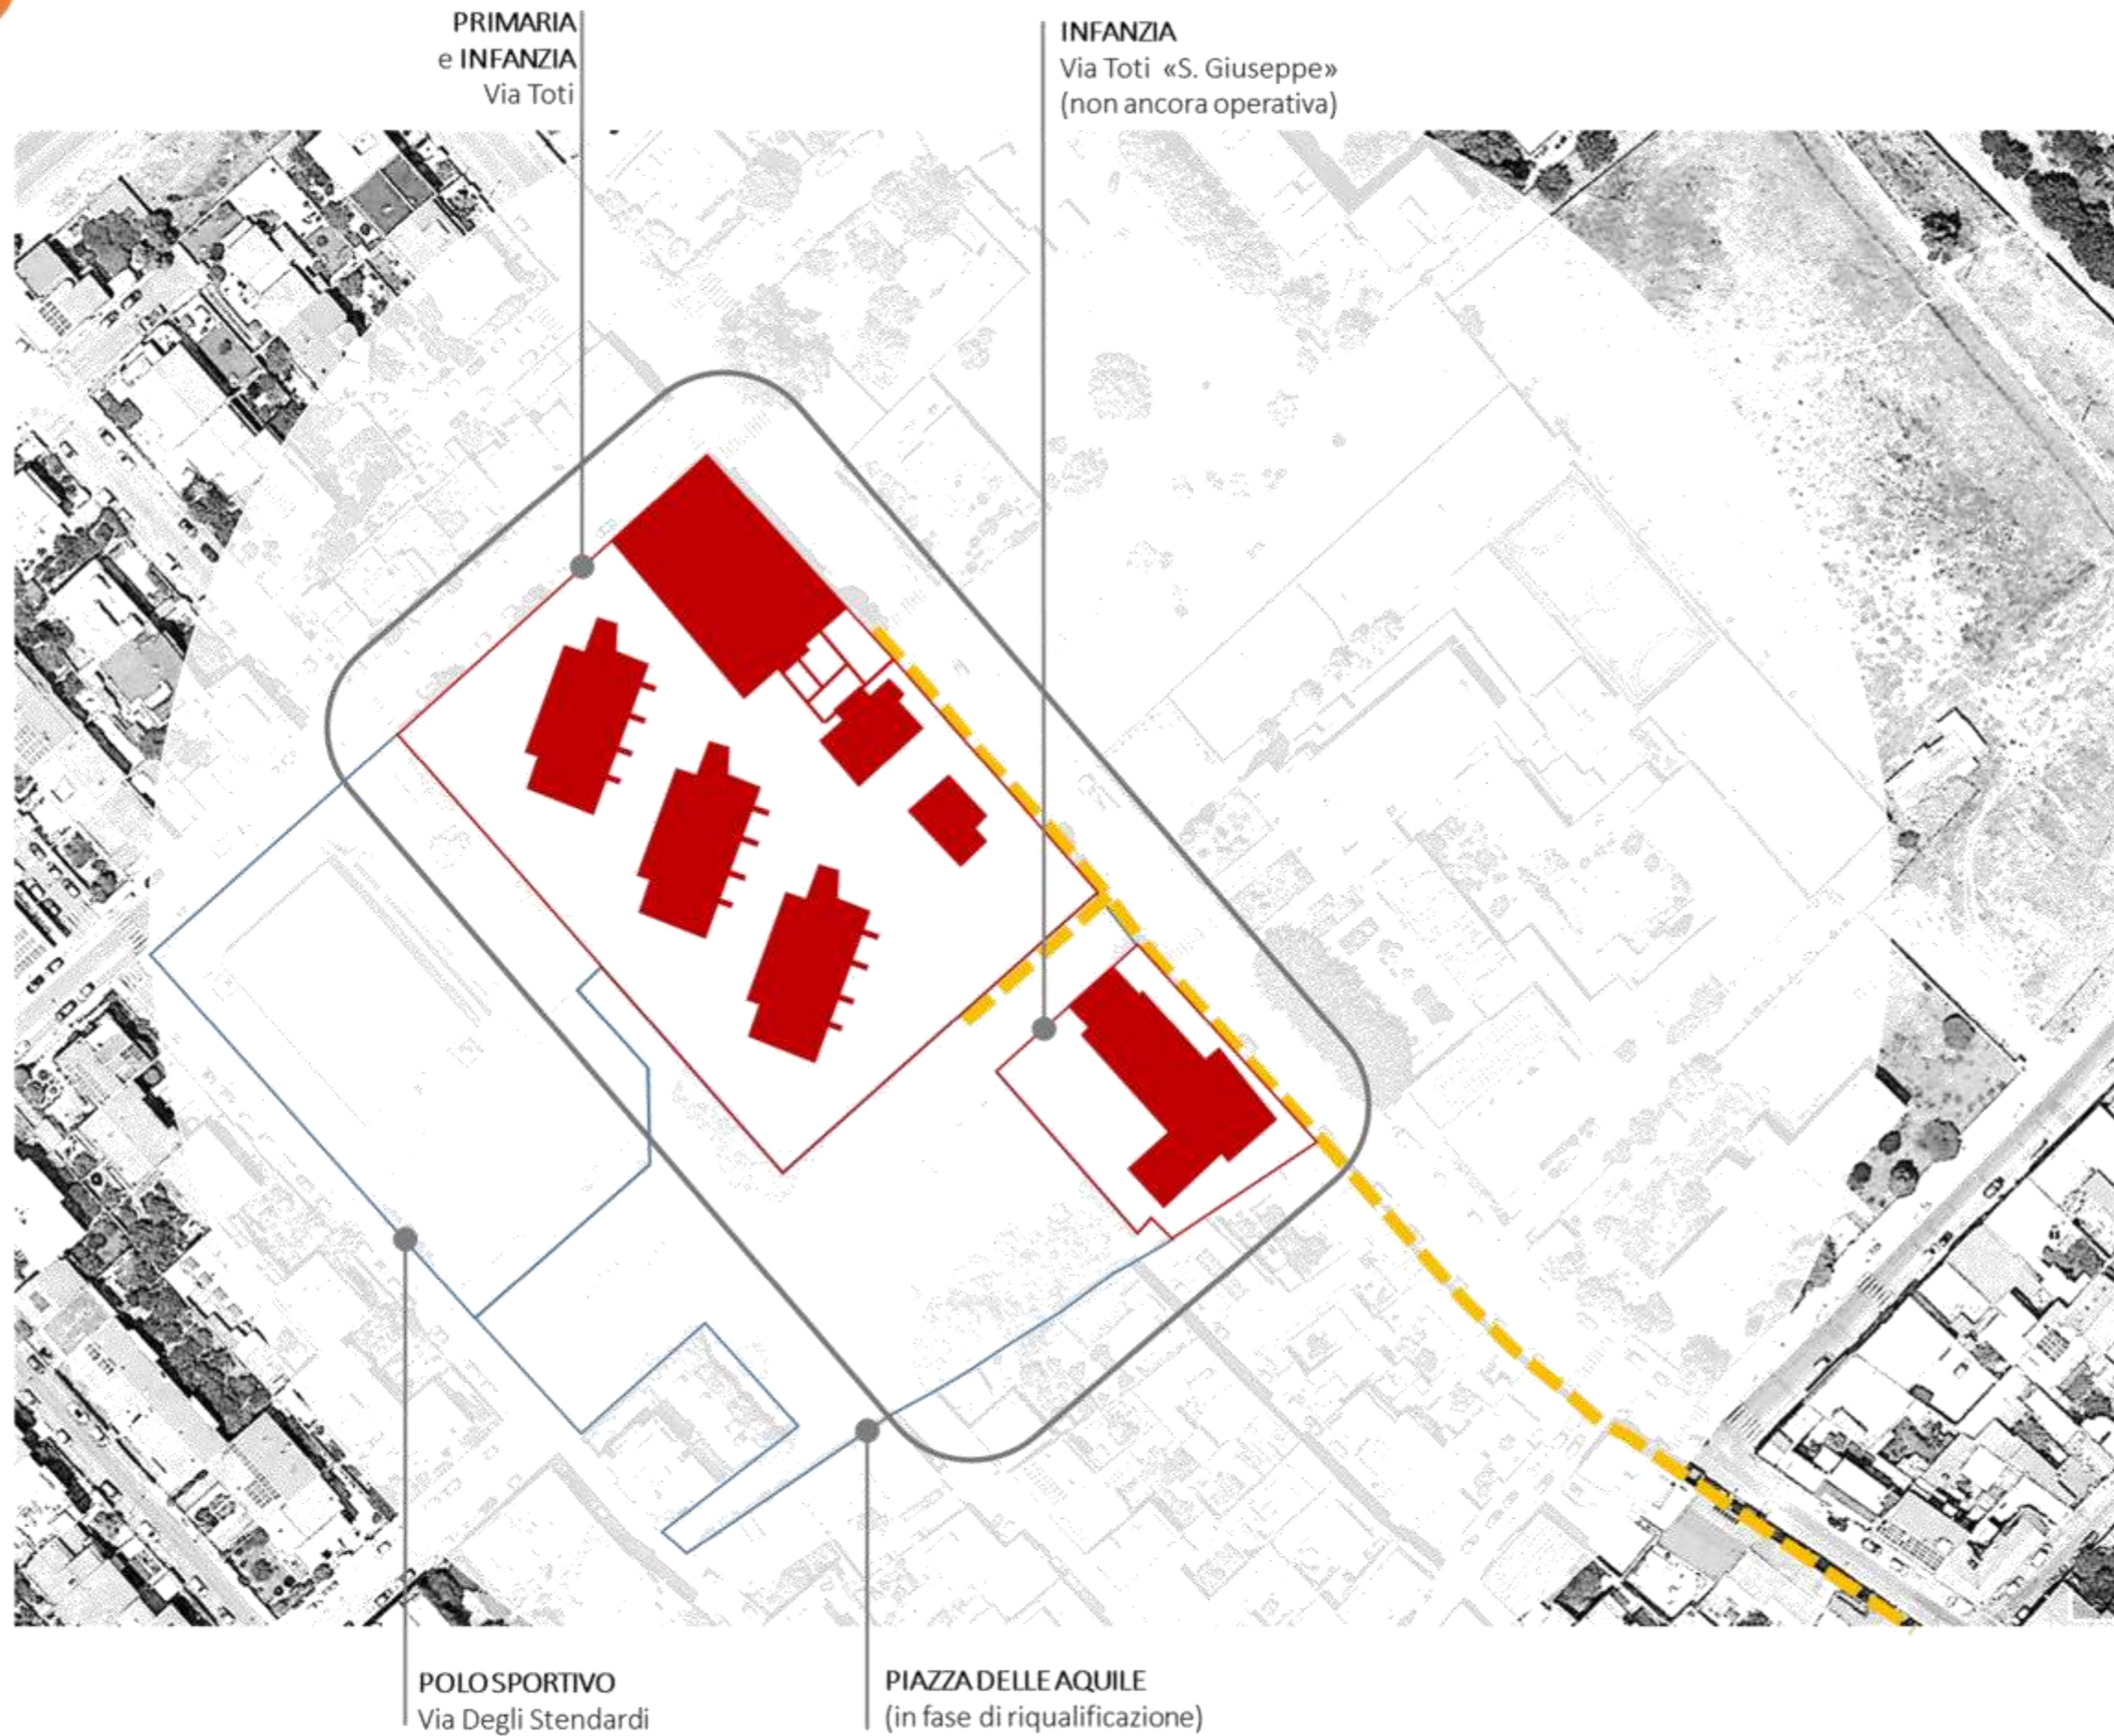 PRIMARIA
e INFANZIA
Via Toti
INFANZIA
Via Toti «S. Giuseppe»
(non ancora operativa)
POLO SPORTIVO
Via Degli Stendardi
PIAZZA DELLE AQUILE
(in fase di riqualificazione)